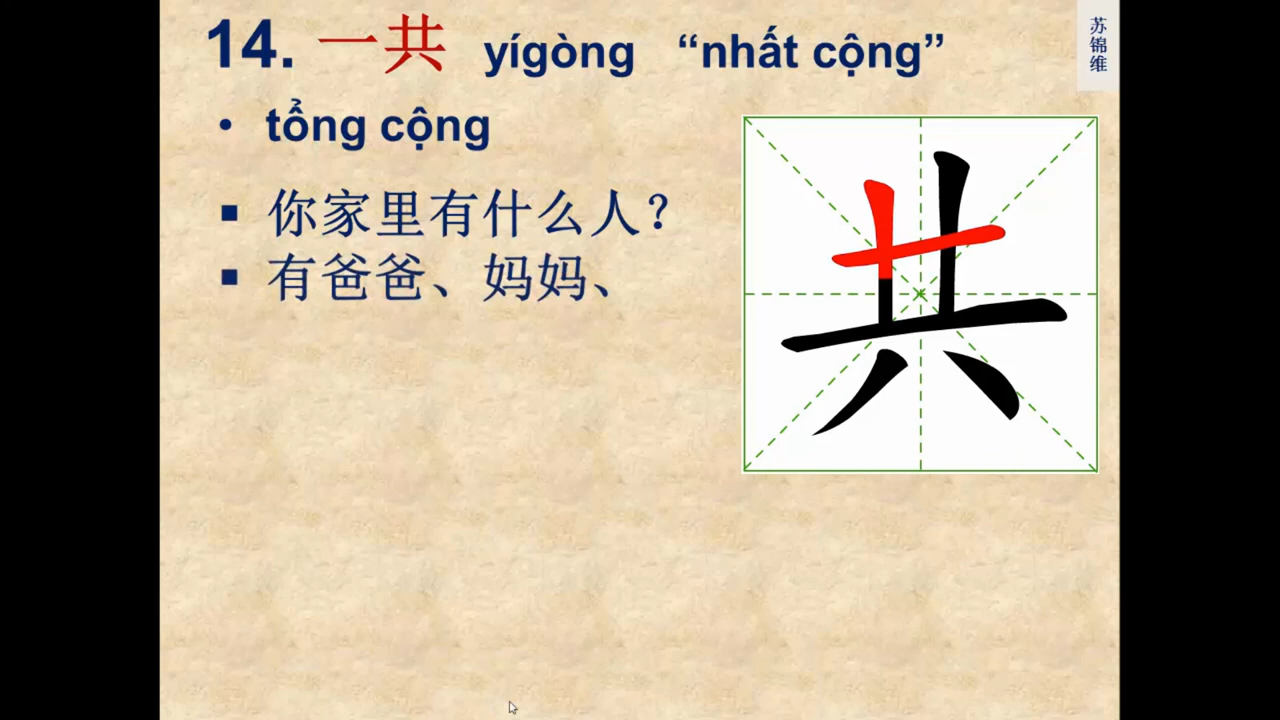 14. 一共 yígòng “nhất cộng”
苏锦维
• tổng cộng
▪ 你家里有什么人？
▪ 有爸爸、妈妈、
共